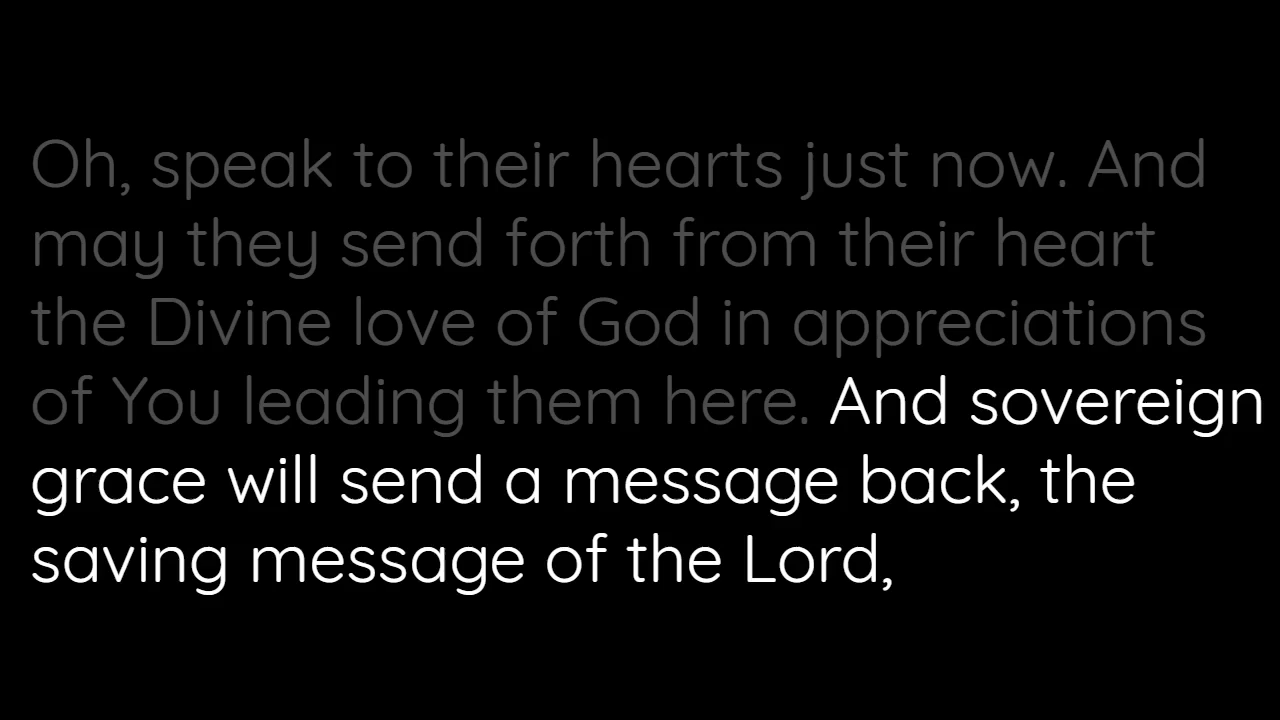 Oh, speak to their hearts just now. And
may they send forth from their heart
the Divine love of God in appreciations
of You leading them here. And sovereign
grace will send a message back, the
saving message of the Lord,